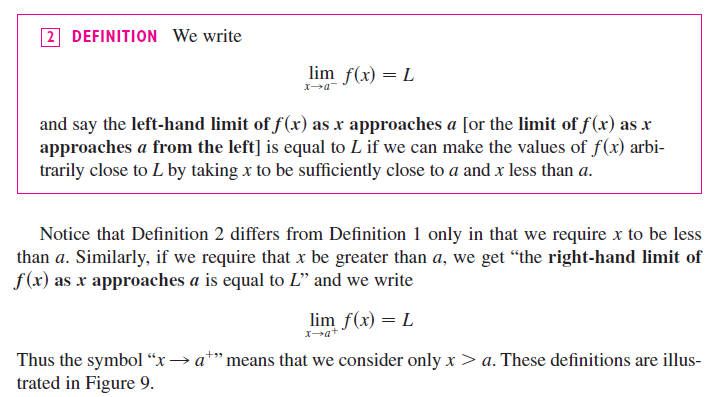 2 DEFINITION We write
lim f(x) = L
x→a⁻
and say the left-hand limit of f(x) as x approaches a [or the limit of f(x) as x
approaches a from the left] is equal to L if we can make the values of f(x) arbi-
trarily close to L by taking x to be sufficiently close to a and x less than a.
Notice that Definition 2 differs from Definition 1 only in that we require x to be less
than a. Similarly, if we require that x be greater than a, we get “the right-hand limit of
f(x) as x approaches a is equal to L” and we write
lim f(x) = L
x→a⁺
Thus the symbol “x → a⁺” means that we consider only x > a. These definitions are illus-
trated in Figure 9.